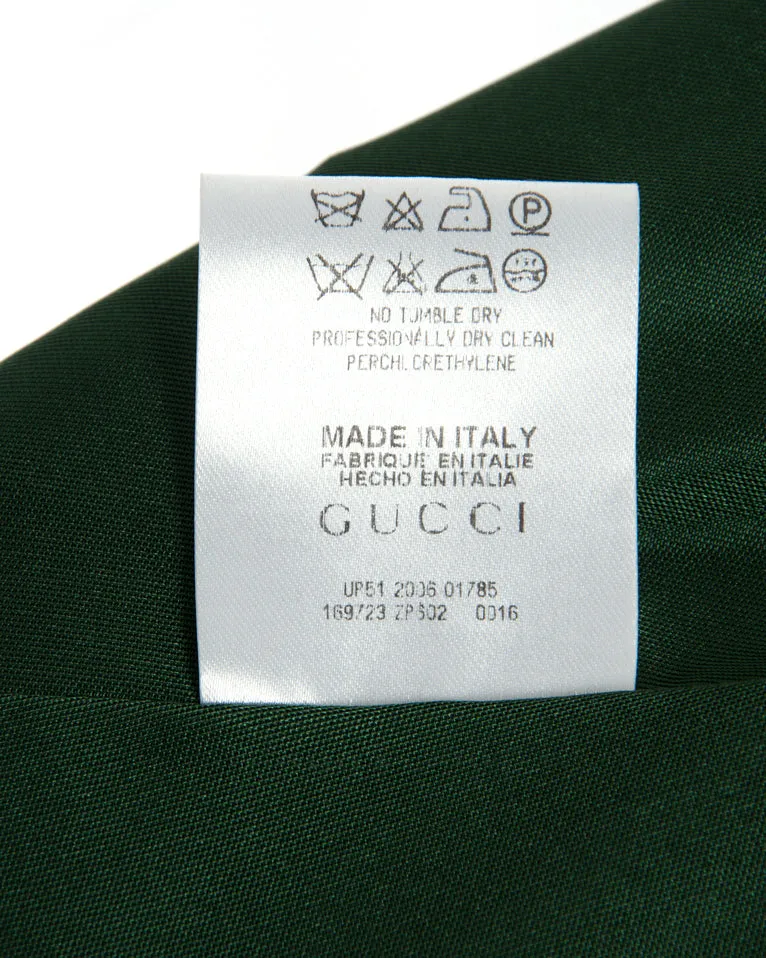 P
NO TUMBLE DRY
PROFESSIONALLY DRY CLEAN
PERCHLORETHYLENE
MADE IN ITALY
FABRIQUE EN ITALIE
HECHO EN ITALIA
GUCCI
UP51 2006 01785
169723 ZP602 0016